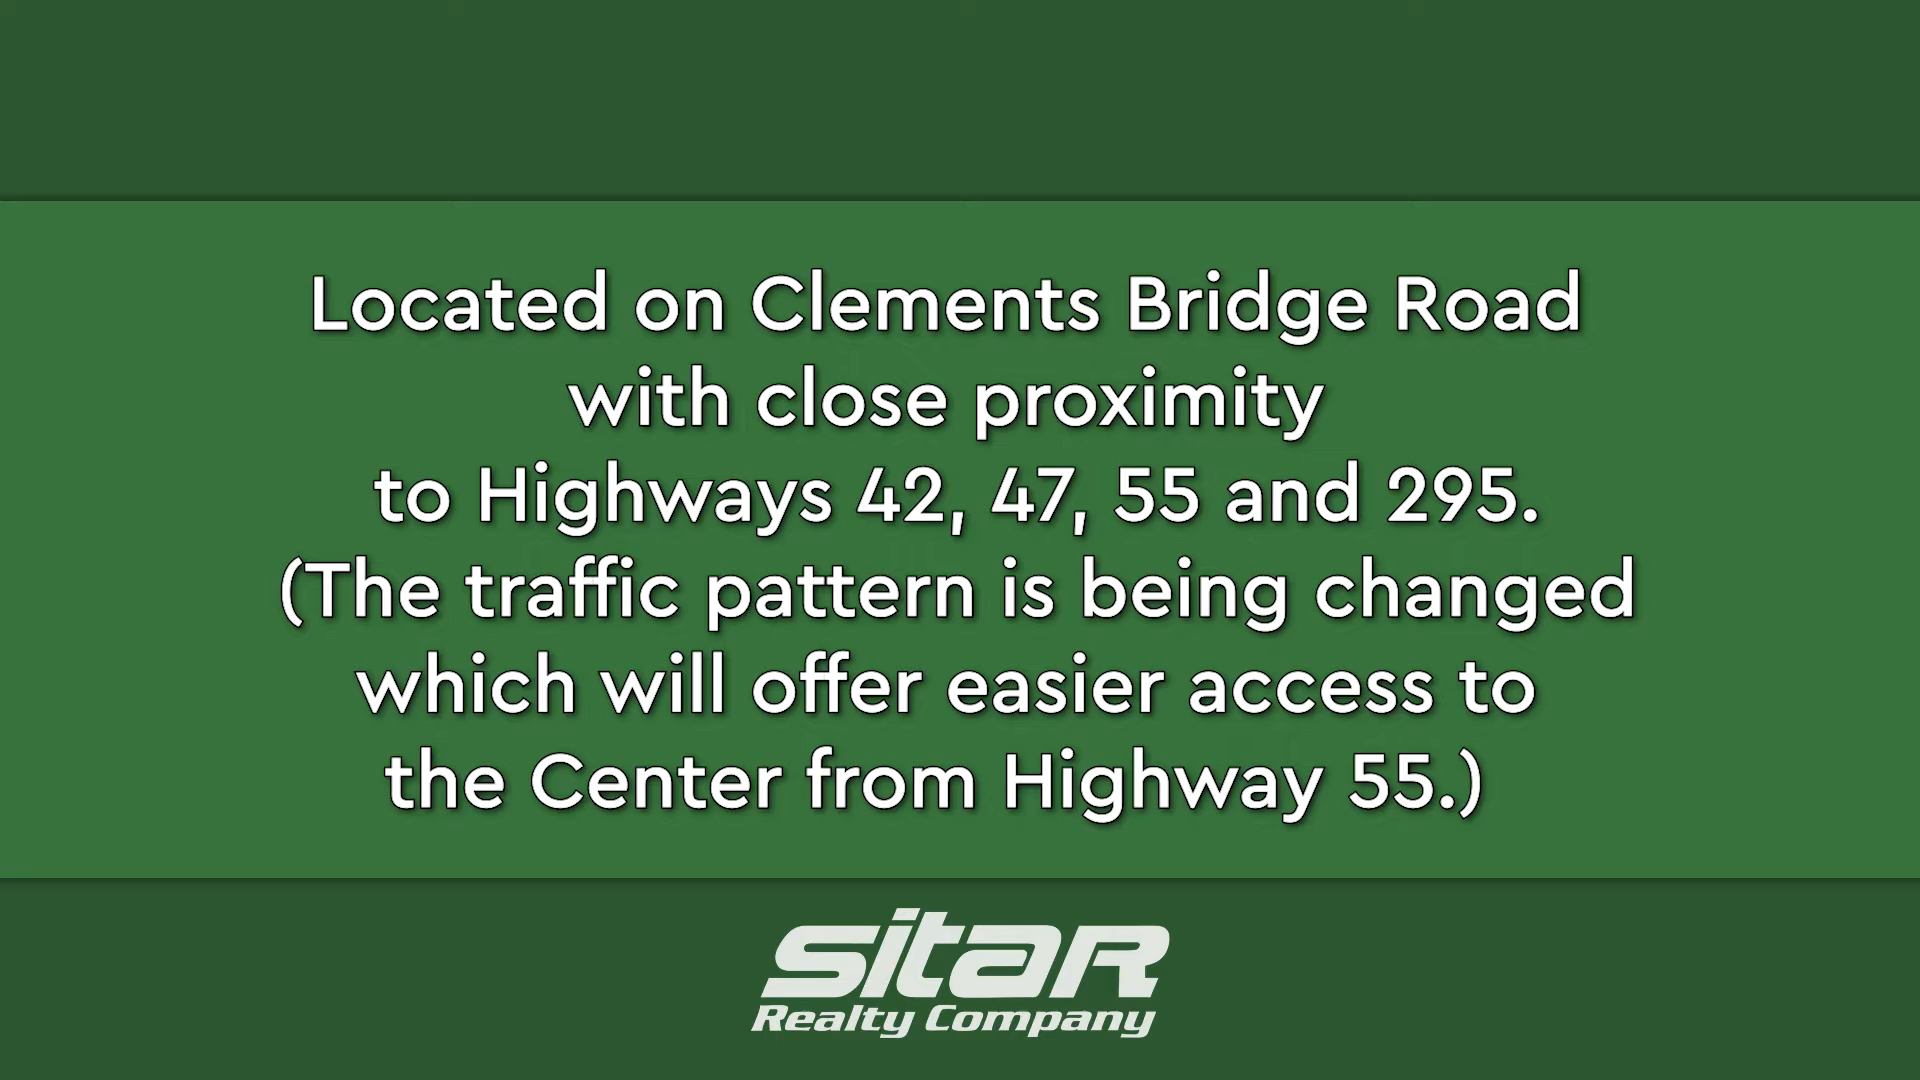 Located on Clements Bridge Road
with close proximity
to Highways 42, 47, 55 and 295.
(The traffic pattern is being changed
which will offer easier access to
the Center from Highway 55.)
sitaR
Realty Company